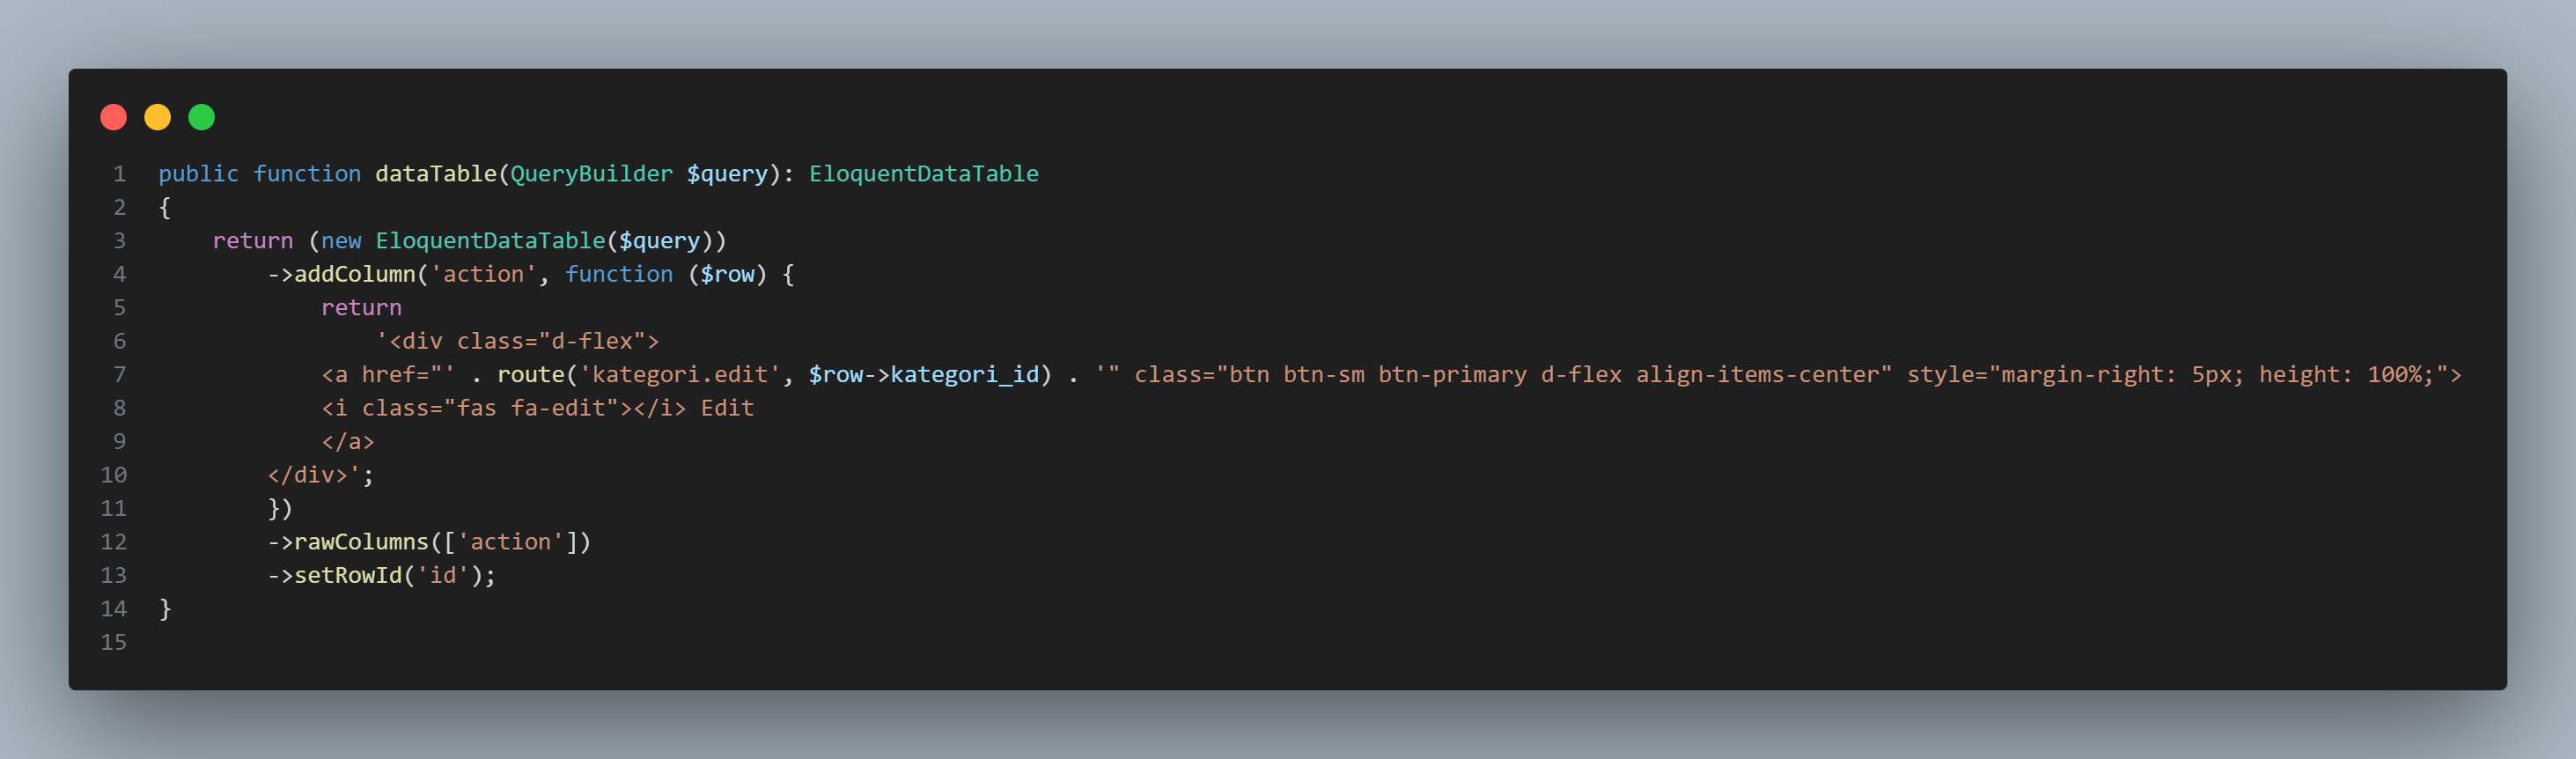 1 public function dataTable(QueryBuilder $query): EloquentDataTable
2 {
3     return (new EloquentDataTable($query))
4         ->addColumn('action', function ($row) {
5             return
6                 '<div class="d-flex">
7             <a href="' . route('kategori.edit', $row->kategori_id) . '" class="btn btn-sm btn-primary d-flex align-items-center" style="margin-right: 5px; height: 100%;">
8             <i class="fas fa-edit"></i> Edit
9             </a>
10         </div>';
11         })
12         ->rawColumns(['action'])
13         ->setRowId('id');
14 }
15